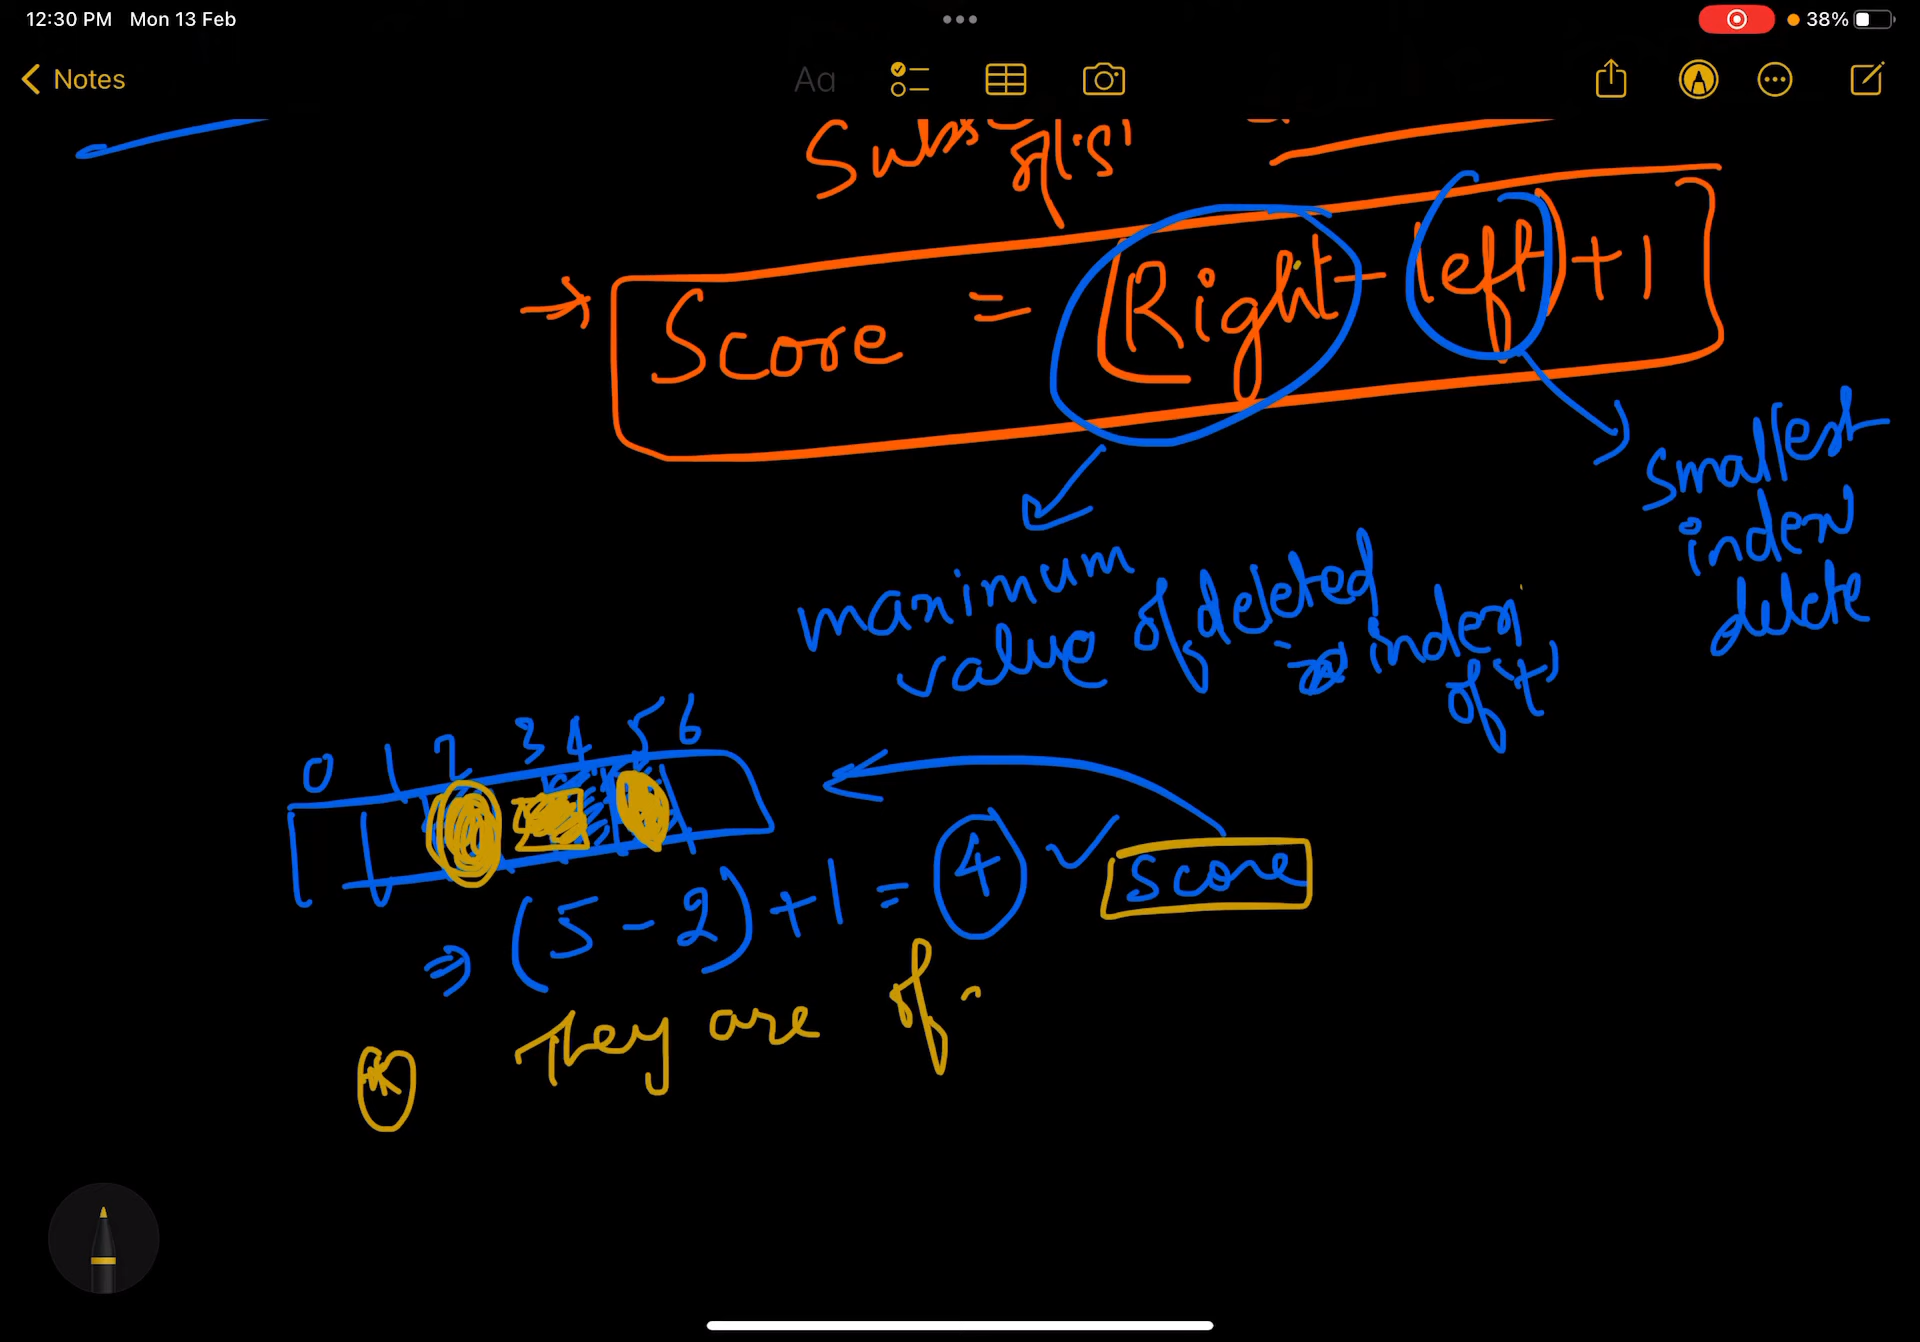 12:30 PM Mon 13 Feb
38%
Notes
Aa
of 's'
Score = (Right - left) + 1
smallest
index
delete
maximum
value of deleted
index
of 't'
0 1 2 3 4 5 6
⇒ (5 - 2) + 1 = 4 ✓ Score
* They are of